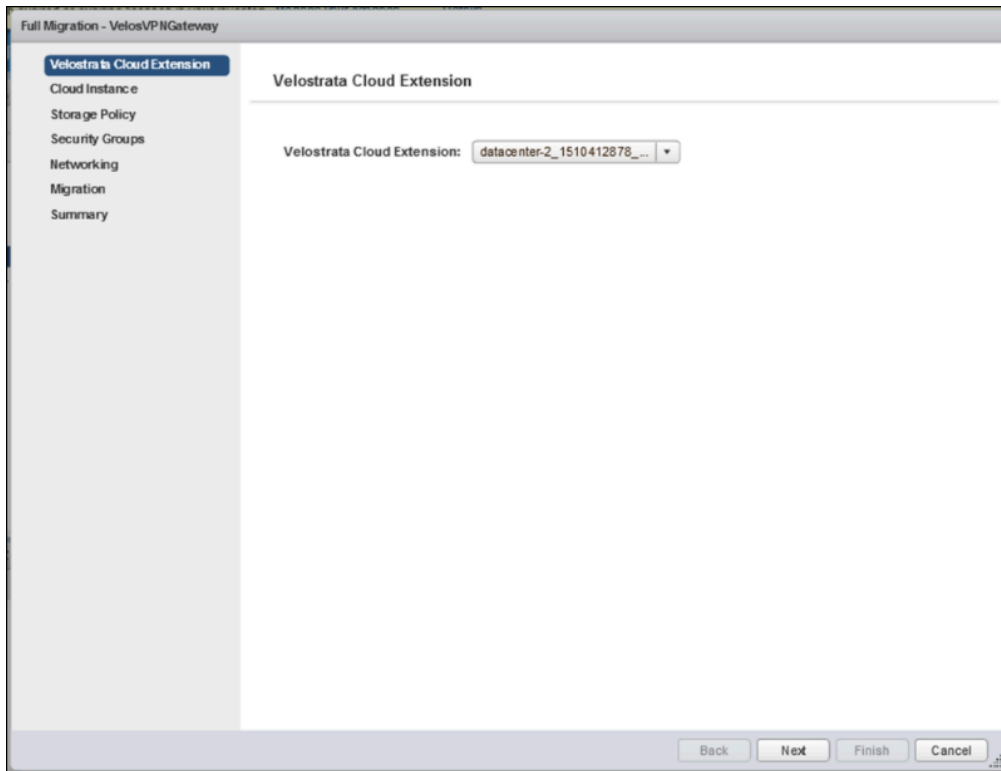 Full Migration - VelosVPNGateway
Velostrata Cloud Extension
Cloud Instance
Storage Policy
Security Groups
Networking
Migration
Summary
Velostrata Cloud Extension
Velostrata Cloud Extension: datacenter-2_1510412878_...
Back Next Finish Cancel